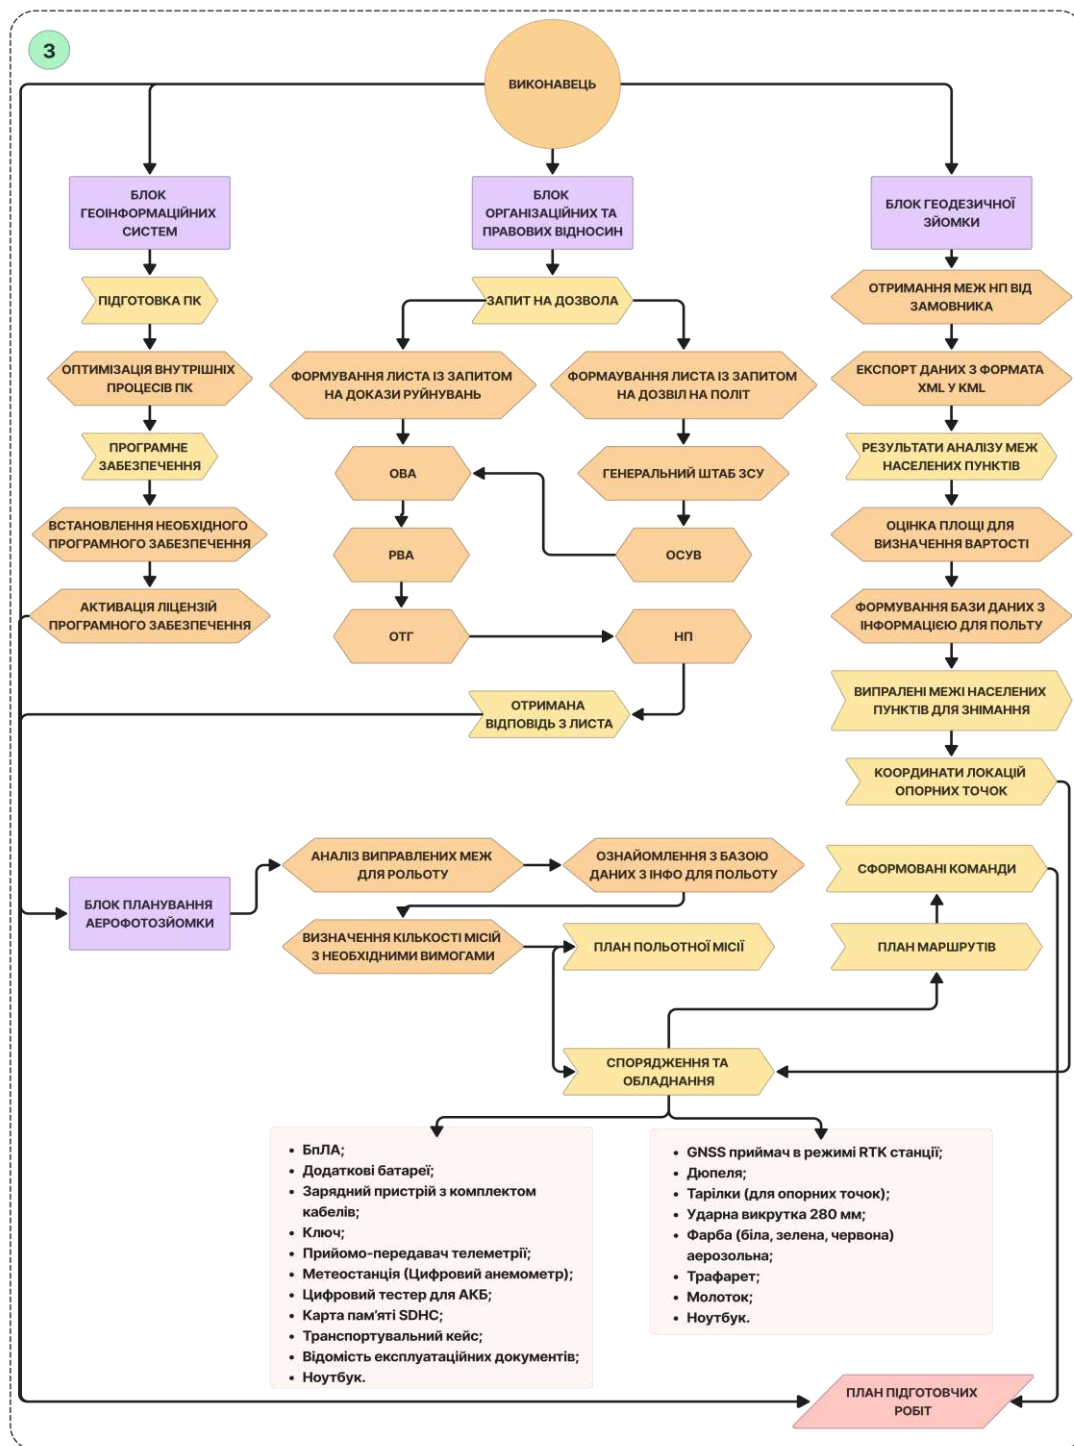 3
ВИКОНАВЕЦЬ
БЛОК
ГЕОІНФОРМАЦІЙНИХ
СИСТЕМ
БЛОК
ОРГАНІЗАЦІЙНИХ ТА
ПРАВОВИХ ВІДНОСИН
БЛОК ГЕОДЕЗИЧНОЇ
ЗЙОМКИ
ПІДГОТОВКА ПК
ОПТИМІЗАЦІЯ ВНУТРІШНІХ
ПРОЦЕСІВ ПК
ПРОГРАМНЕ
ЗАБЕЗПЕЧЕННЯ
ВСТАНОВЛЕННЯ НЕОБХІДНОГО
ПРОГРАМНОГО ЗАБЕЗПЕЧЕННЯ
АКТИВАЦІЯ ЛІЦЕНЗІЙ
ПРОГРАМНОГО ЗАБЕЗПЕЧЕННЯ
ЗАПИТ НА ДОЗВОЛА
ФОРМУВАННЯ ЛИСТА ІЗ ЗАПИТОМ
НА ДОКАЗИ РУЙНУВАНЬ
ФОРМАУВАННЯ ЛИСТА ІЗ ЗАПИТОМ
НА ДОЗВІЛ НА ПОЛІТ
ОВА
ГЕНЕРАЛЬНИЙ ШТАБ ЗСУ
РВА
ОСУВ
ОТГ
НП
ОТРИМАНА
ВІДПОВІДЬ З ЛИСТА
ОТРИМАННЯ МЕЖ НП ВІД
ЗАМОВНИКА
ЕКСПОРТ ДАНИХ З ФОРМАТА
XML У KML
РЕЗУЛЬТАТИ АНАЛІЗУ МЕЖ
НАСЕЛЕНИХ ПУНКТІВ
ОЦІНКА ПЛОЩІ ДЛЯ
ВИЗНАЧЕННЯ ВАРТОСТІ
ФОРМУВАННЯ БАЗИ ДАНИХ З
ІНФОРМАЦІЄЮ ДЛЯ ПОЛЬТУ
ВИПРАЛЕНІ МЕЖІ НАСЕЛЕНИХ
ПУНКТІВ ДЛЯ ЗНІМАННЯ
КООРДИНАТИ ЛОКАЦІЙ
ОПОРНИХ ТОЧОК
БЛОК ПЛАНУВАННЯ
АЕРОФОТОЗЙОМКИ
АНАЛІЗ ВИПРАВЛЕНИХ МЕЖ
ДЛЯ РОЛЬОТУ
ОЗНАЙОМЛЕННЯ З БАЗОЮ
ДАНИХ З ІНФО ДЛЯ ПОЛЬОТУ
СФОРМОВАНІ КОМАНДИ
ВИЗНАЧЕННЯ КІЛЬКОСТІ МІСІЙ
З НЕОБХІДНИМИ ВИМОГАМИ
ПЛАН ПОЛЬОТНОЇ МІСІЇ
ПЛАН МАРШРУТІВ
СПОРЯДЖЕННЯ ТА
ОБЛАДНАННЯ
• БпЛА;
• Додаткові батареї;
• Зарядний пристрій з комплектом
кабелів;
• Ключ;
• Прийомо-передавач телеметрії;
• Метеостанція (Цифровий анемометр);
• Цифровий тестер для АКБ;
• Карта пам'яті SDHC;
• Транспортувальний кейс;
• Відомість експлуатаційних документів;
• Ноутбук.
• GNSS приймач в режимі RTK станції;
• Дюпеля;
• Тарілки (для опорних точок);
• Ударна викрутка 280 мм;
• Фарба (біла, зелена, червона)
аерозольна;
• Трафарет;
• Молоток;
• Ноутбук.
ПЛАН ПІДГОТОВЧИХ
РОБІТ